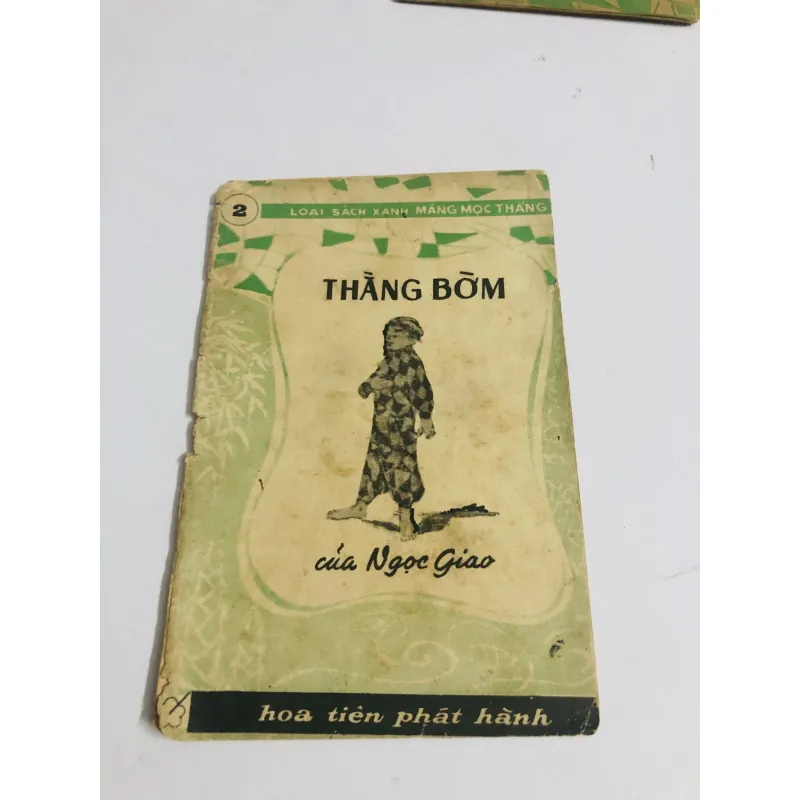 2
LOẠI SÁCH XANH MĂNG MỌC THẲNG
THẰNG BỜM
của Ngọc Giao
hoa tiên phát hành